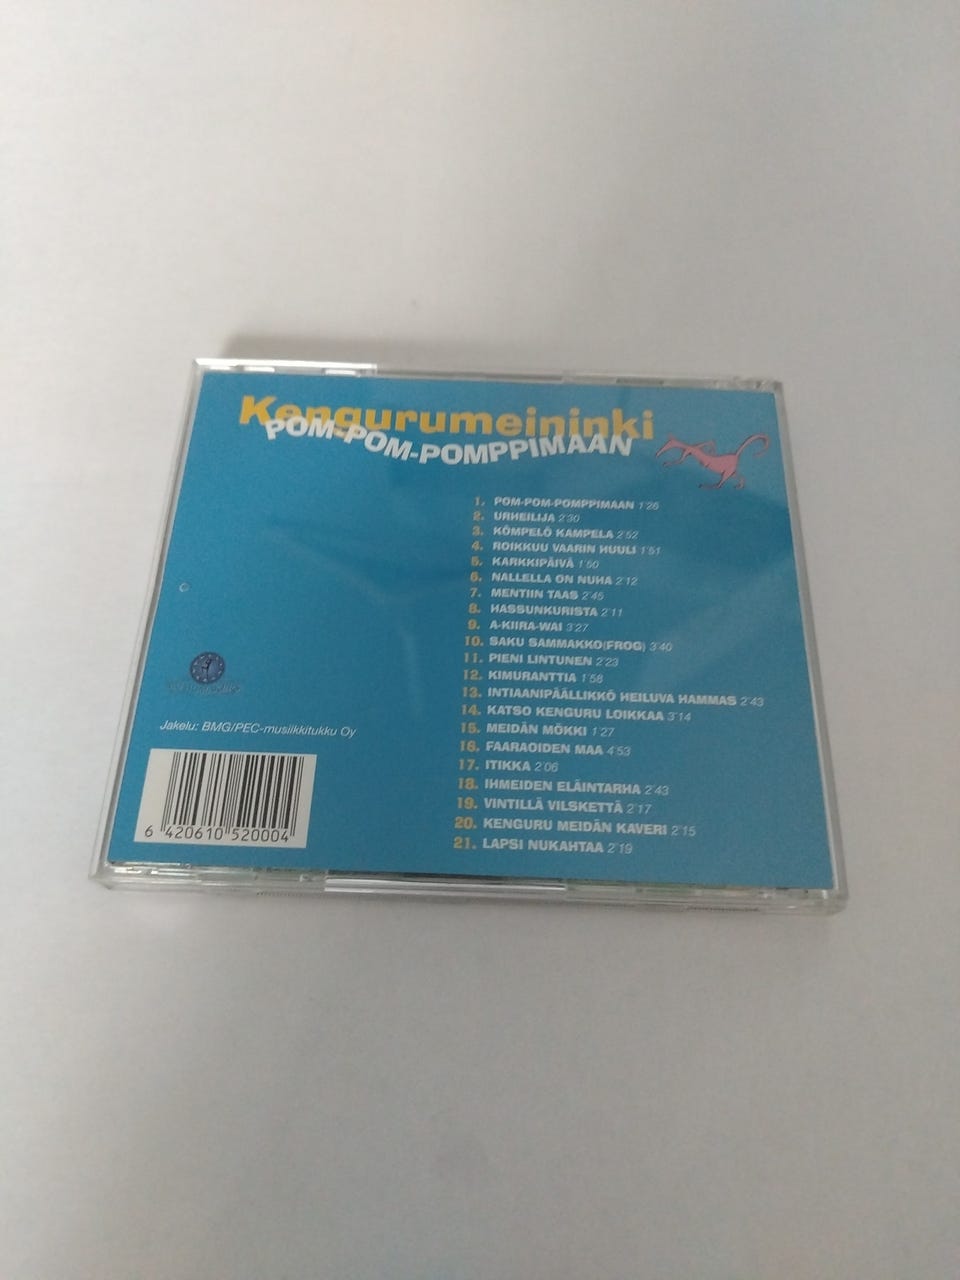 Kengurumeininki
POM-POM-POMPPIMAAN
1. POM-POM-POMPPIMAAN 1'26
2. URHEILIJA 2'30
3. KÖMPELÖ KAMPELA 2'52
4. ROIKKUU VAARIN HUULI 1'51
5. KARKKIPÄIVÄ 1'50
6. NALLELLA ON NUHA 2'12
7. MENTIIN TAAS 2'45
8. HASSUNKURISTA 2'11
9. A-KIIRA-WAI 3'27
10. SAKU SAMMAKKO(FROG) 3'40
11. PIENI LINTUNEN 2'23
12. KIMURANTTIA 1'58
13. INTIAANIPÄÄLLIKKÖ HEILUVA HAMMAS 2'43
14. KATSO KENGURU LOIKKAA 3'14
15. MEIDÄN MÖKKI 1'27
16. FAARAOIDEN MAA 4'53
17. ITIKKA 2'06
18. IHMEIDEN ELÄINTARHA 2'43
19. VINTILLÄ VILSKETTÄ 2'17
20. KENGURU MEIDÄN KAVERI 2'15
21. LAPSI NUKAHTAA 2'19
Jakelu: BMG/PEC-musiikkitukku Oy
6 420610 520004